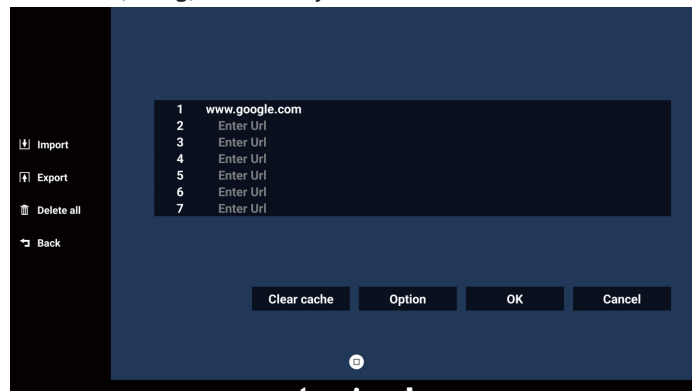 Import
Export
Delete all
Back
1 www.google.com
2 Enter Url
3 Enter Url
4 Enter Url
5 Enter Url
6 Enter Url
7 Enter Url
Clear cache Option OK Cancel